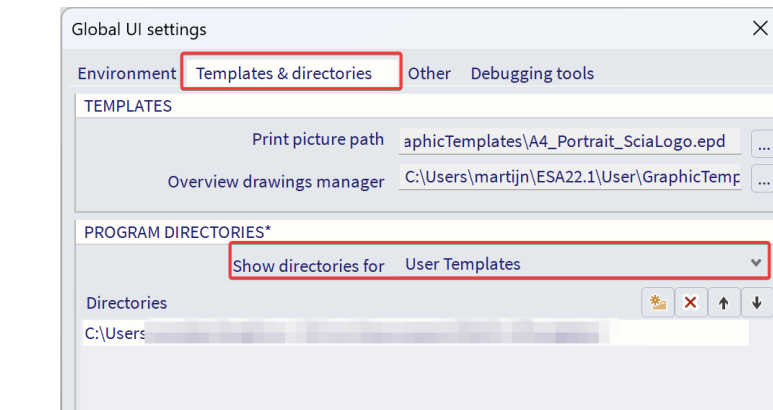 Global UI settings
Environment Templates & directories Other Debugging tools
TEMPLATES
Print picture path aphicTemplates\A4_Portrait_SciaLogo.epd ...
Overview drawings manager C:\Users\martijn\ESA22.1\User\GraphicTemp ...
PROGRAM DIRECTORIES*
Show directories for User Templates
Directories
C:\Users